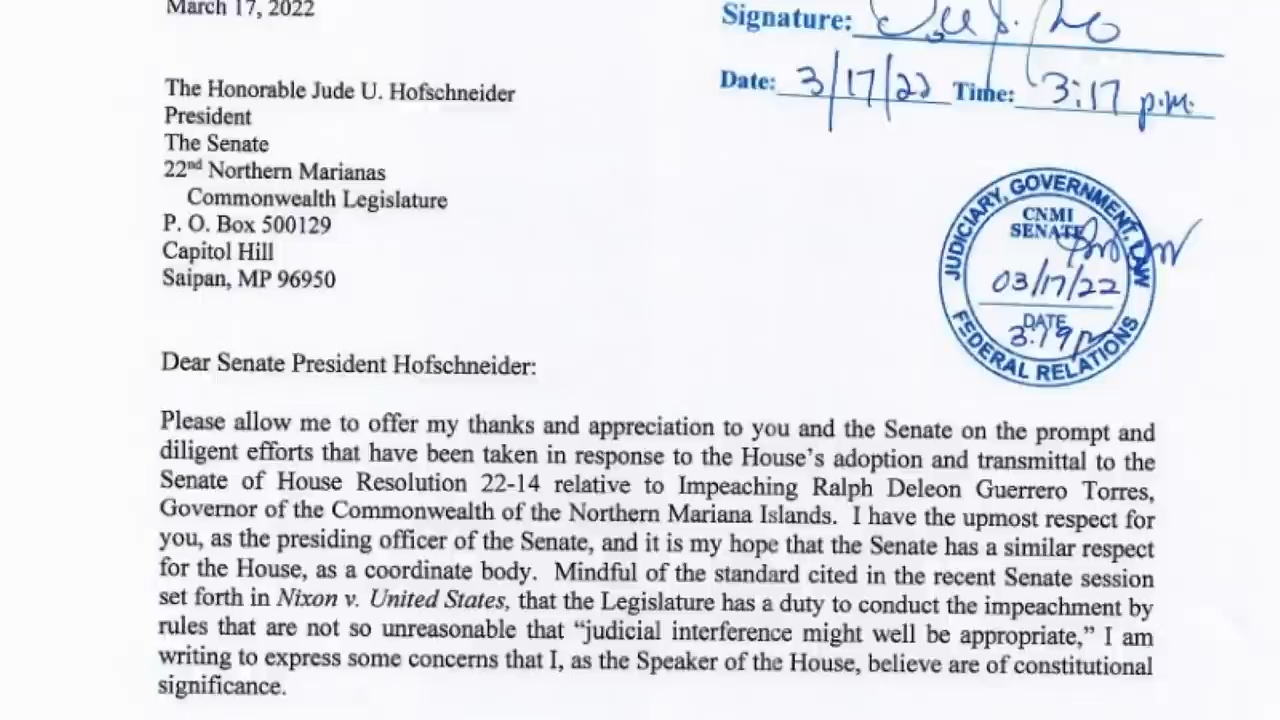 March 17, 2022
Signature:
Date: 3/17/22 Time: 3:17 p.m.
The Honorable Jude U. Hofschneider
President
The Senate
22nd Northern Marianas
Commonwealth Legislature
P. O. Box 500129
Capitol Hill
Saipan, MP 96950
JUDICIARY, GOVERNMENT, LAW
CNMI
SENATE
03/17/22
DATE
3:19
FEDERAL RELATIONS
Dear Senate President Hofschneider:
Please allow me to offer my thanks and appreciation to you and the Senate on the prompt and
diligent efforts that have been taken in response to the House’s adoption and transmittal to the
Senate of House Resolution 22-14 relative to Impeaching Ralph Deleon Guerrero Torres,
Governor of the Commonwealth of the Northern Mariana Islands. I have the upmost respect for
you, as the presiding officer of the Senate, and it is my hope that the Senate has a similar respect
for the House, as a coordinate body. Mindful of the standard cited in the recent Senate session
set forth in Nixon v. United States, that the Legislature has a duty to conduct the impeachment by
rules that are not so unreasonable that “judicial interference might well be appropriate,” I am
writing to express some concerns that I, as the Speaker of the House, believe are of constitutional
significance.